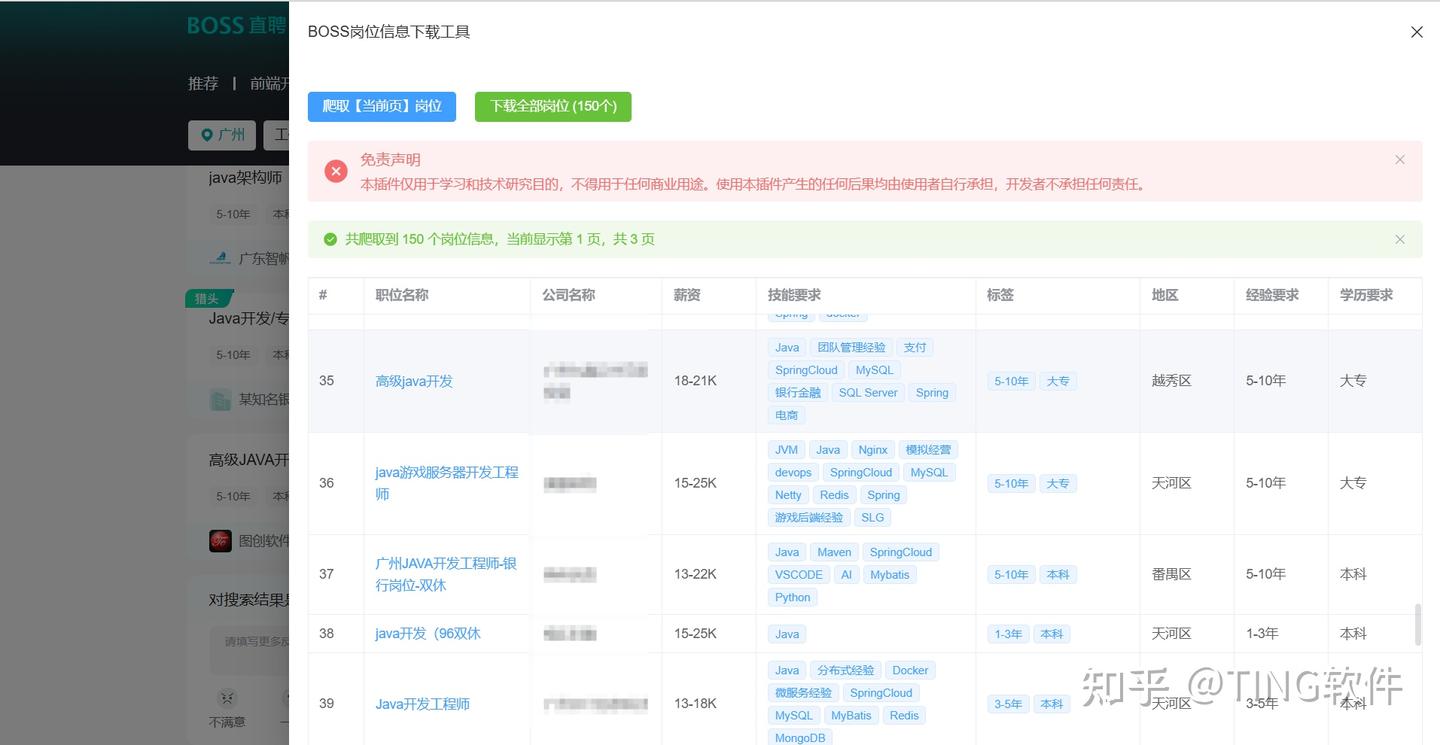 BOSS直聘
推荐
前端开
广州
工
java架构师
5-10年
本科
广东智帆
猎头
Java开发/专
5-10年
本科
某知名银
高级JAVA开
5-10年
本科
图创软件
对搜索结果是
请填写更多反
不满意
一
BOSS岗位信息下载工具
爬取【当前页】岗位
下载全部岗位 (150个)
免责声明
本插件仅用于学习和技术研究目的，不得用于任何商业用途。使用本插件产生的任何后果均由使用者自行承担，开发者不承担任何责任。
共爬取到 150 个岗位信息，当前显示第 1 页，共 3 页
# 职位名称 公司名称 薪资 技能要求 标签 地区 经验要求 学历要求
Spring docker
35 高级java开发 18-21K
Java 团队管理经验 支付
SpringCloud MySQL
银行金融 SQL Server Spring
电商
5-10年 大专 越秀区 5-10年 大专
36 java游戏服务器开发工程
师
15-25K
JVM Java Nginx 模拟经营
devops SpringCloud MySQL
Netty Redis Spring
游戏后端经验 SLG
5-10年 大专 天河区 5-10年 大专
37 广州JAVA开发工程师-银
行岗位-双休
13-22K
Java Maven SpringCloud
VSCODE AI Mybatis
Python
5-10年 本科 番禺区 5-10年 本科
38 java开发（96双休 15-25K Java 1-3年 本科 天河区 1-3年 本科
39 Java开发工程师 13-18K
Java 分布式经验 Docker
微服务经验 SpringCloud
MySQL MyBatis Redis
MongoDB
3-5年 本科 天河区 3-5年 本科
知乎 @TING软件